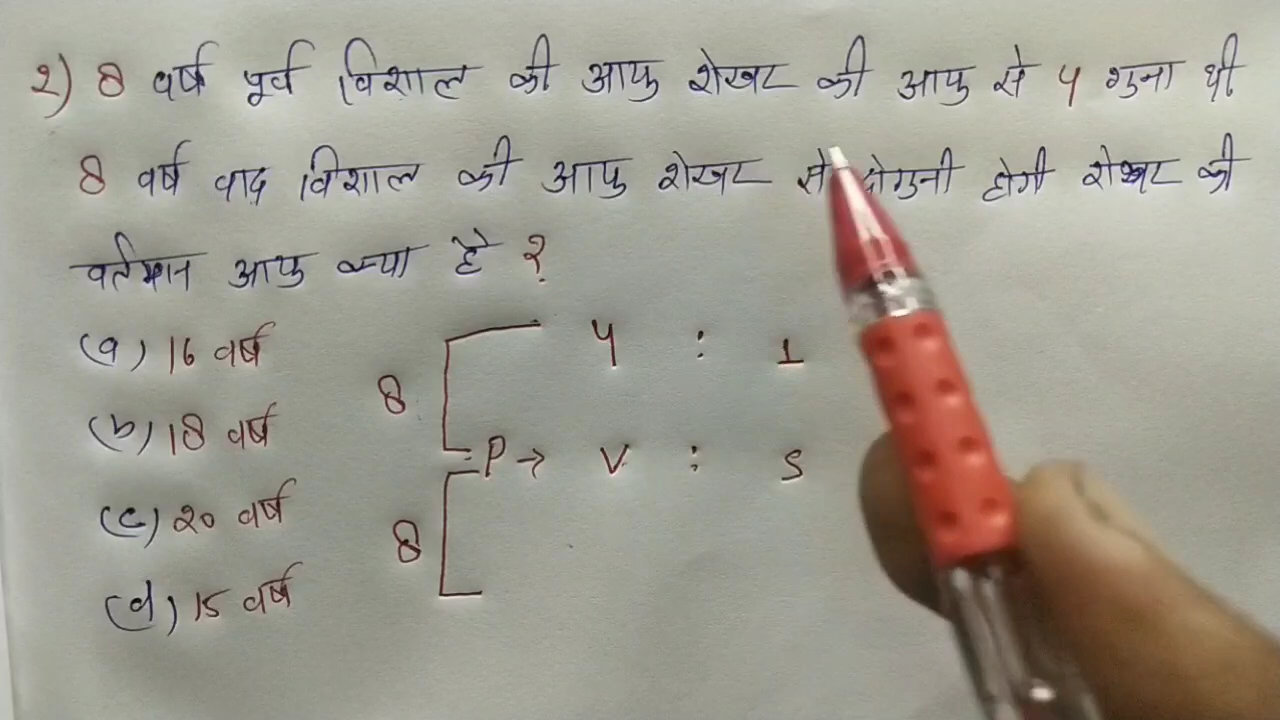 2) 8 वर्ष पूर्व विशाल की आयु शेखर की आयु से 4 गुना थी
8 वर्ष वाद विशाल की आयु शेखर से दोगुनी होगी शेखर की
वर्तमान आयु क्या है ?
(a) 16 वर्ष
(b) 18 वर्ष
(c) 20 वर्ष
(d) 15 वर्ष
4 : 1
8
P → V : S
8